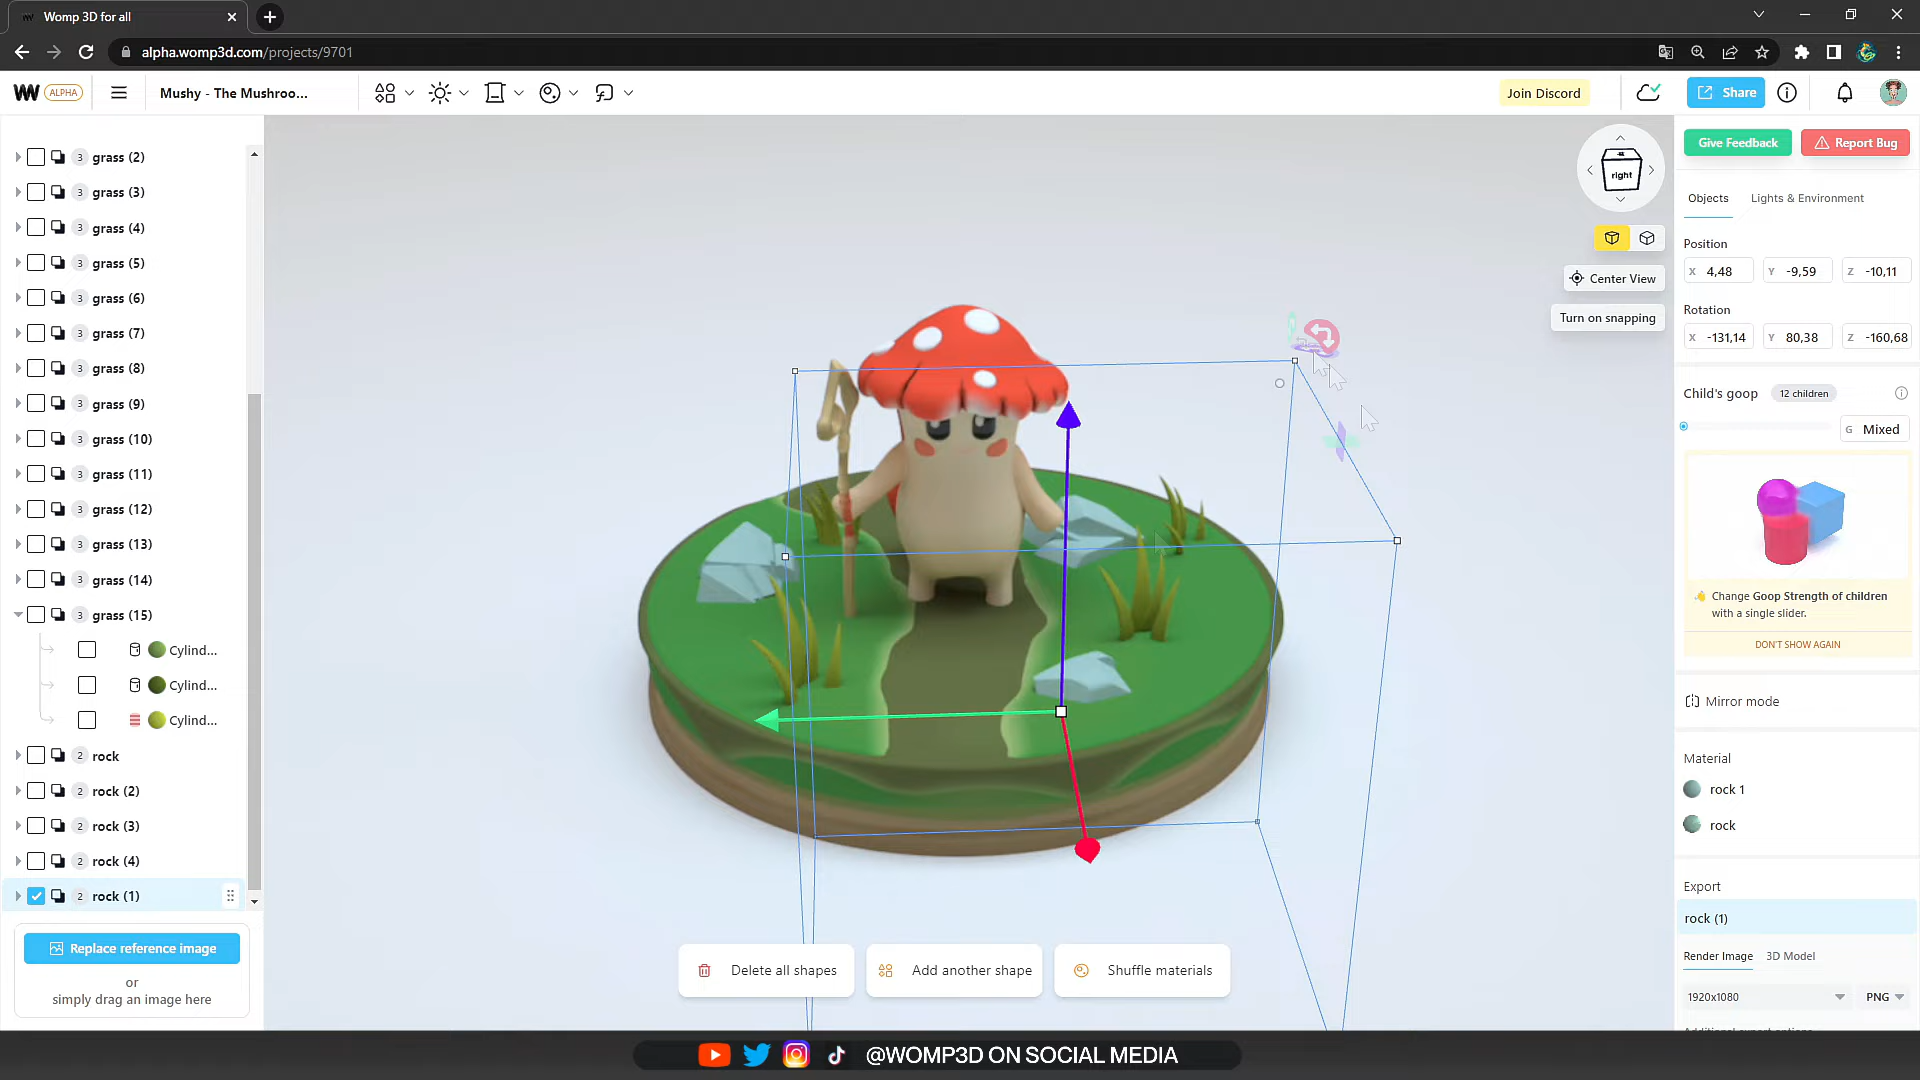 Womp 3D for all
alpha.womp3d.com/projects/9701
ALPHA
Mushy - The Mushroo...
Join Discord
Share
3 grass (2)
3 grass (3)
3 grass (4)
3 grass (5)
3 grass (6)
3 grass (7)
3 grass (8)
3 grass (9)
3 grass (10)
3 grass (11)
3 grass (12)
3 grass (13)
3 grass (14)
3 grass (15)
Cylind...
Cylind...
Cylind...
2 rock
2 rock (2)
2 rock (3)
2 rock (4)
2 rock (1)
Replace reference image
or
simply drag an image here
right
Center View
Turn on snapping
Delete all shapes
Add another shape
Shuffle materials
Give Feedback
Report Bug
Objects
Lights & Environment
Position
X 4,48
Y -9,59
Z -10,11
Rotation
X -131,14
Y 80,38
Z -160,68
Child's goop
12 children
G Mixed
Change Goop Strength of children
with a single slider.
DON'T SHOW AGAIN
Mirror mode
Material
rock 1
rock
Export
rock (1)
Render Image
3D Model
1920x1080
PNG
@WOMP3D ON SOCIAL MEDIA